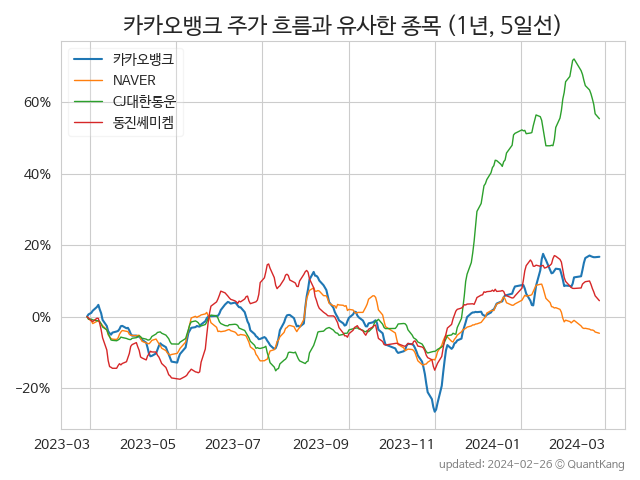 카카오뱅크 주가 흐름과 유사한 종목 (1년, 5일선)
카카오뱅크
NAVER
CJ대한통운
동진쎄미켐
60%
40%
20%
0%
−20%
2023-03 2023-05 2023-07 2023-09 2023-11 2024-01 2024-03
updated: 2024-02-26 © QuantKang